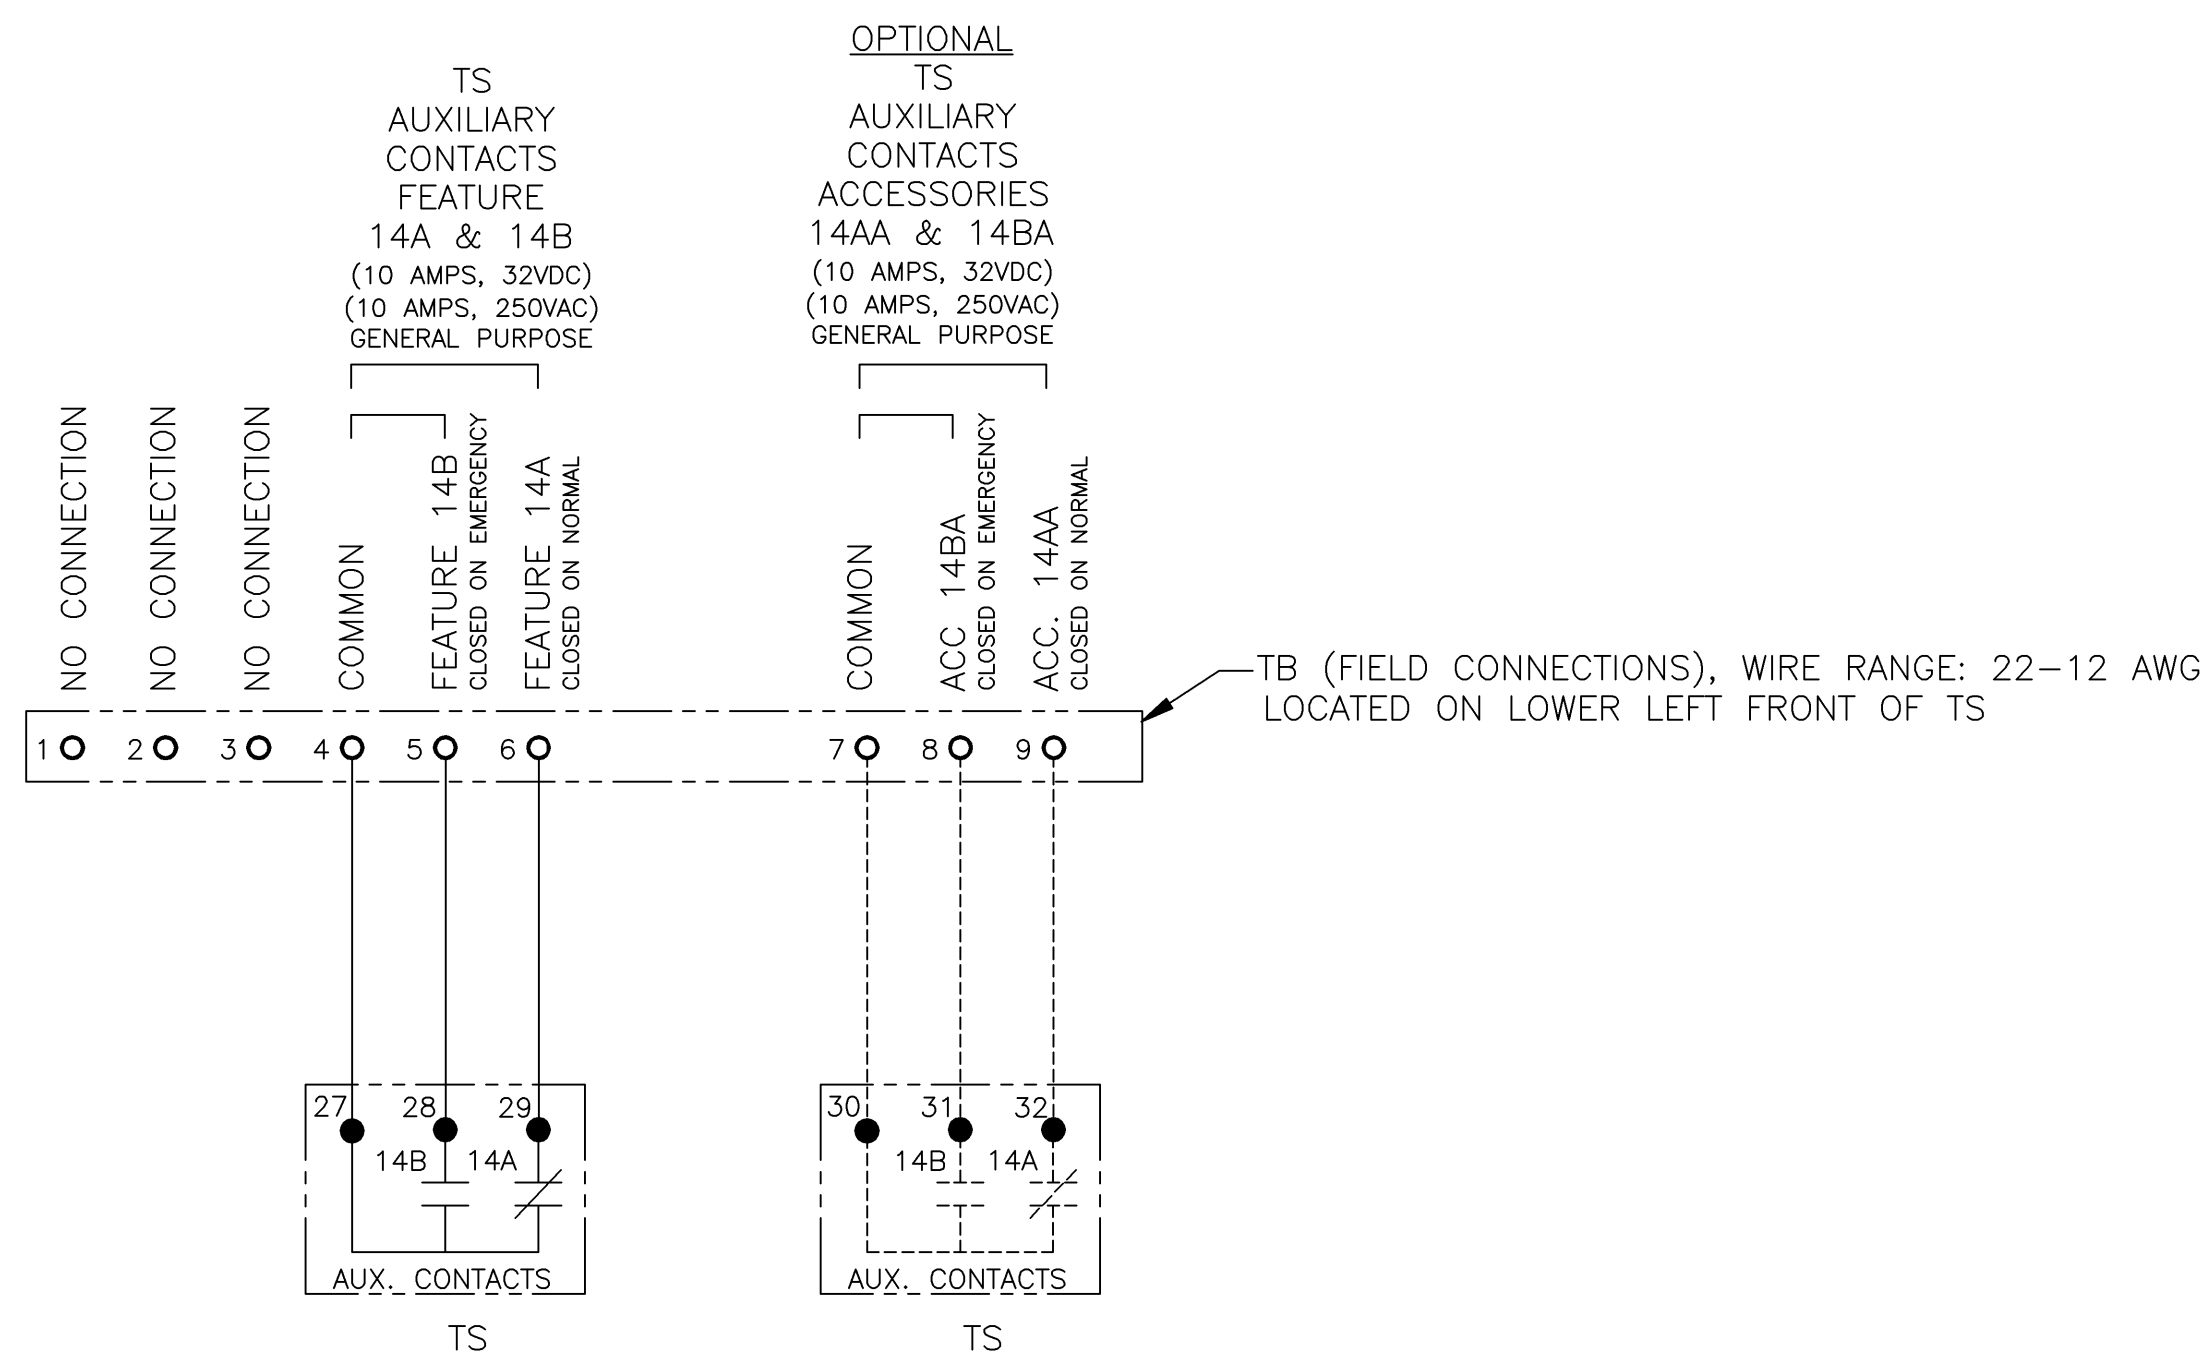 TS
AUXILIARY
CONTACTS
FEATURE
14A & 14B
(10 AMPS, 32VDC)
(10 AMPS, 250VAC)
GENERAL PURPOSE
OPTIONAL
TS
AUXILIARY
CONTACTS
ACCESSORIES
14AA & 14BA
(10 AMPS, 32VDC)
(10 AMPS, 250VAC)
GENERAL PURPOSE
NO CONNECTION
NO CONNECTION
NO CONNECTION
COMMON
FEATURE 14B
CLOSED ON EMERGENCY
FEATURE 14A
CLOSED ON NORMAL
COMMON
ACC 14BA
CLOSED ON EMERGENCY
ACC. 14AA
CLOSED ON NORMAL
TB (FIELD CONNECTIONS), WIRE RANGE: 22-12 AWG
LOCATED ON LOWER LEFT FRONT OF TS
1 2 3 4 5 6 7 8 9
27 28 29
14B 14A
AUX. CONTACTS
TS
30 31 32
14B 14A
AUX. CONTACTS
TS